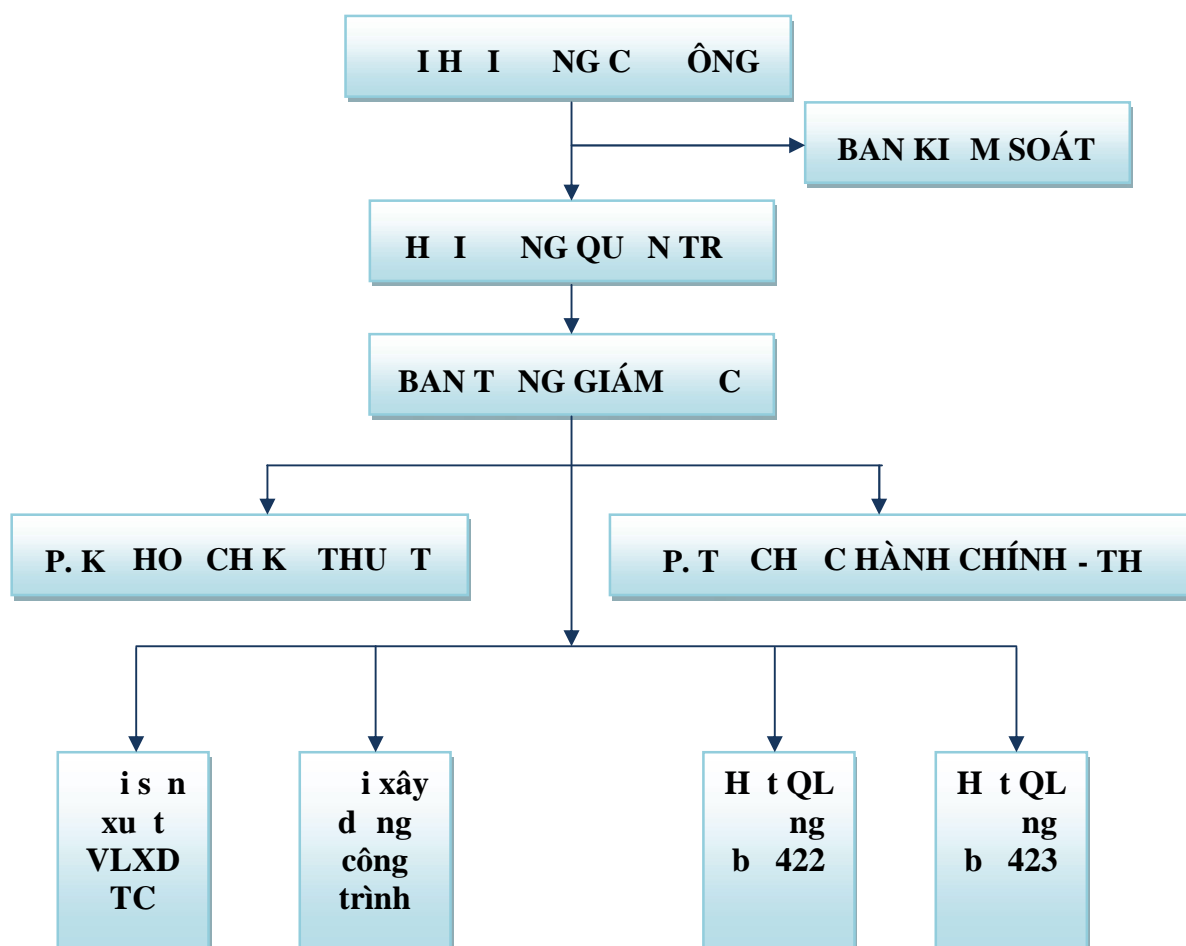 I H I NG C ÔNG
BAN KI M SOÁT
H I NG QU N TR
BAN T NG GIÁM C
P. K HO CH K THU T
P. T CH C HÀNH CHÍNH - TH
i s n
xu t
VLXD
TC
i xây
d ng
công
trình
H t QL
ng
b 422
H t QL
ng
b 423